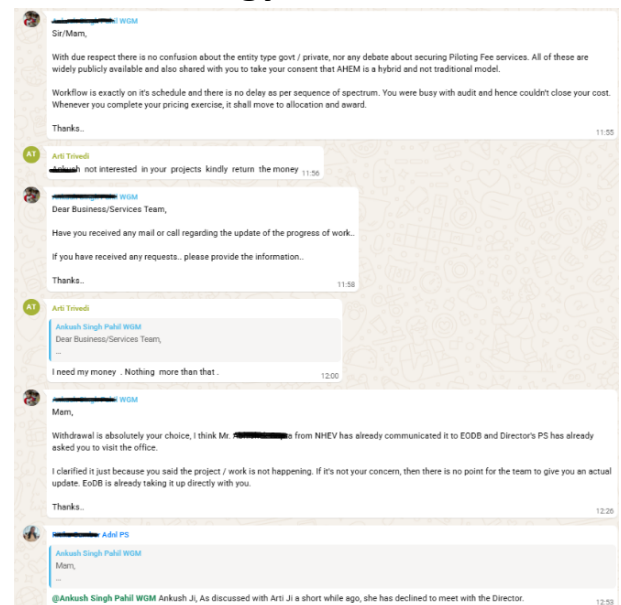 WGM
Sir/Mam,
With due respect there is no confusion about the entity type govt / private, nor any debate about securing Piloting Fee services. All of these are
widely publicly available and also shared with you to take your consent that AHEM is a hybrid and not traditional model.
Workflow is exactly on it's schedule and there is no delay as per sequence of spectrum. You were busy with audit and hence couldn't close your cost.
Whenever you complete your pricing exercise, it shall move to allocation and award.
Thanks..
11:55
AT
Arti Trivedi
not interested in your projects kindly return the money 11:56
WGM
Dear Business/Services Team,
Have you received any mail or call regarding the update of the progress of work..
If you have received any requests.. please provide the information..
Thanks..
11:58
AT
Arti Trivedi
Ankush Singh Pahil WGM
Dear Business/Services Team,
...
I need my money . Nothing more than that .
12:00
WGM
Mam,
Withdrawal is absolutely your choice, I think Mr. from NHEV has already communicated it to EODB and Director's PS has already
asked you to visit the office.
I clarified it just because you said the project / work is not happening. If it's not your concern, then there is no point for the team to give you an actual
update. EoDB is already taking it up directly with you.
Thanks..
12:26
Adnl PS
Ankush Singh Pahil WGM
Mam,
...
@Ankush Singh Pahil WGM Ankush Ji, As discussed with Arti Ji a short while ago, she has declined to meet with the Director.
12:53